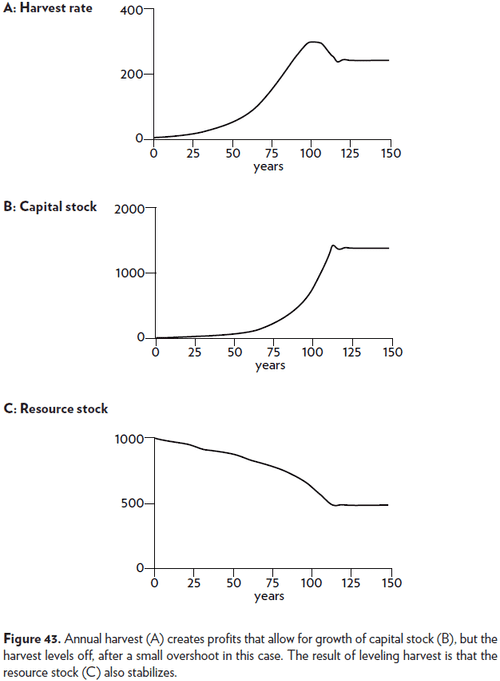 A: Harvest rate
400
200
0
0 25 50 75 100 125 150
years
B: Capital stock
2000
1000
0
0 25 50 75 100 125 150
years
C: Resource stock
1000
500
0
0 25 50 75 100 125 150
years
Figure 43. Annual harvest (A) creates profits that allow for growth of capital stock (B), but the
harvest levels off, after a small overshoot in this case. The result of leveling harvest is that the
resource stock (C) also stabilizes.